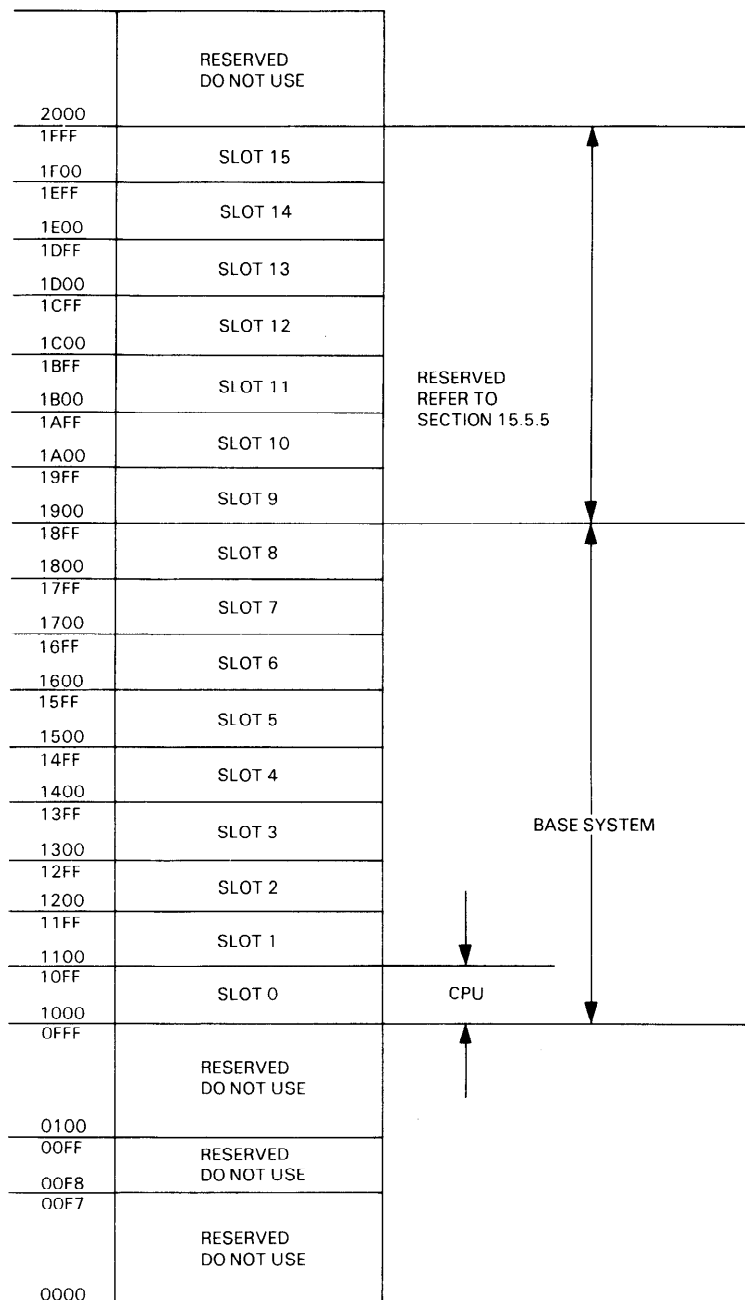 RESERVED
DO NOT USE
2000
1FFF
SLOT 15
1F00
1EFF
SLOT 14
1E00
1DFF
SLOT 13
1D00
1CFF
SLOT 12
1C00
1BFF
SLOT 11
1B00
RESERVED
REFER TO
SECTION 15.5.5
1AFF
SLOT 10
1A00
19FF
SLOT 9
1900
18FF
SLOT 8
1800
17FF
SLOT 7
1700
16FF
SLOT 6
1600
15FF
SLOT 5
1500
14FF
SLOT 4
1400
13FF
SLOT 3
1300
BASE SYSTEM
12FF
SLOT 2
1200
11FF
SLOT 1
1100
10FF
SLOT 0
CPU
1000
0FFF
RESERVED
DO NOT USE
0100
00FF
RESERVED
DO NOT USE
00F8
00F7
RESERVED
DO NOT USE
0000